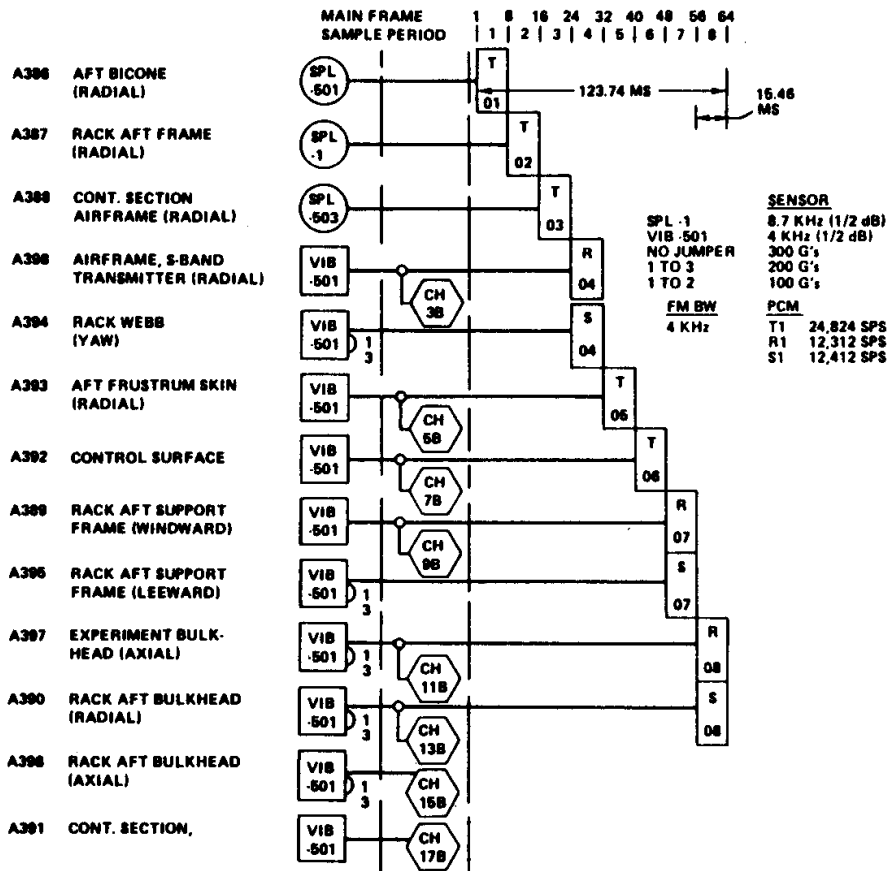 MAIN FRAME 1 8 16 24 32 40 48 56 64
SAMPLE PERIOD | 1 | 2 | 3 | 4 | 5 | 6 | 7 | 8 |
A386 AFT BICONE
(RADIAL)
SPL
-501
T
01
123.74 MS
15.46
MS
A387 RACK AFT FRAME
(RADIAL)
SPL
-1
T
02
A388 CONT. SECTION
AIRFRAME (RADIAL)
SPL
-503
T
03
SENSOR
SPL -1 8.7 KHz (1/2 dB)
VIB -501 4 KHz (1/2 dB)
NO JUMPER 300 G's
1 TO 3 200 G's
1 TO 2 100 G's
FM BW PCM
4 KHz T1 24,824 SPS
R1 12,312 SPS
S1 12,412 SPS
A398 AIRFRAME, S-BAND
TRANSMITTER (RADIAL)
VIB
-501
CH
3B
R
04
A394 RACK WEBB
(YAW)
VIB
-501
1
3
S
04
A393 AFT FRUSTRUM SKIN
(RADIAL)
VIB
-501
CH
5B
T
05
A392 CONTROL SURFACE
VIB
-501
CH
7B
T
06
A389 RACK AFT SUPPORT
FRAME (WINDWARD)
VIB
-501
CH
9B
R
07
A395 RACK AFT SUPPORT
FRAME (LEEWARD)
VIB
-501
1
3
S
07
A397 EXPERIMENT BULK-
HEAD (AXIAL)
VIB
-501
1
3
CH
11B
R
08
A390 RACK AFT BULKHEAD
(RADIAL)
VIB
-501
1
3
CH
13B
S
08
A398 RACK AFT BULKHEAD
(AXIAL)
VIB
-501
1
3
CH
15B
A391 CONT. SECTION,
VIB
-501
CH
17B